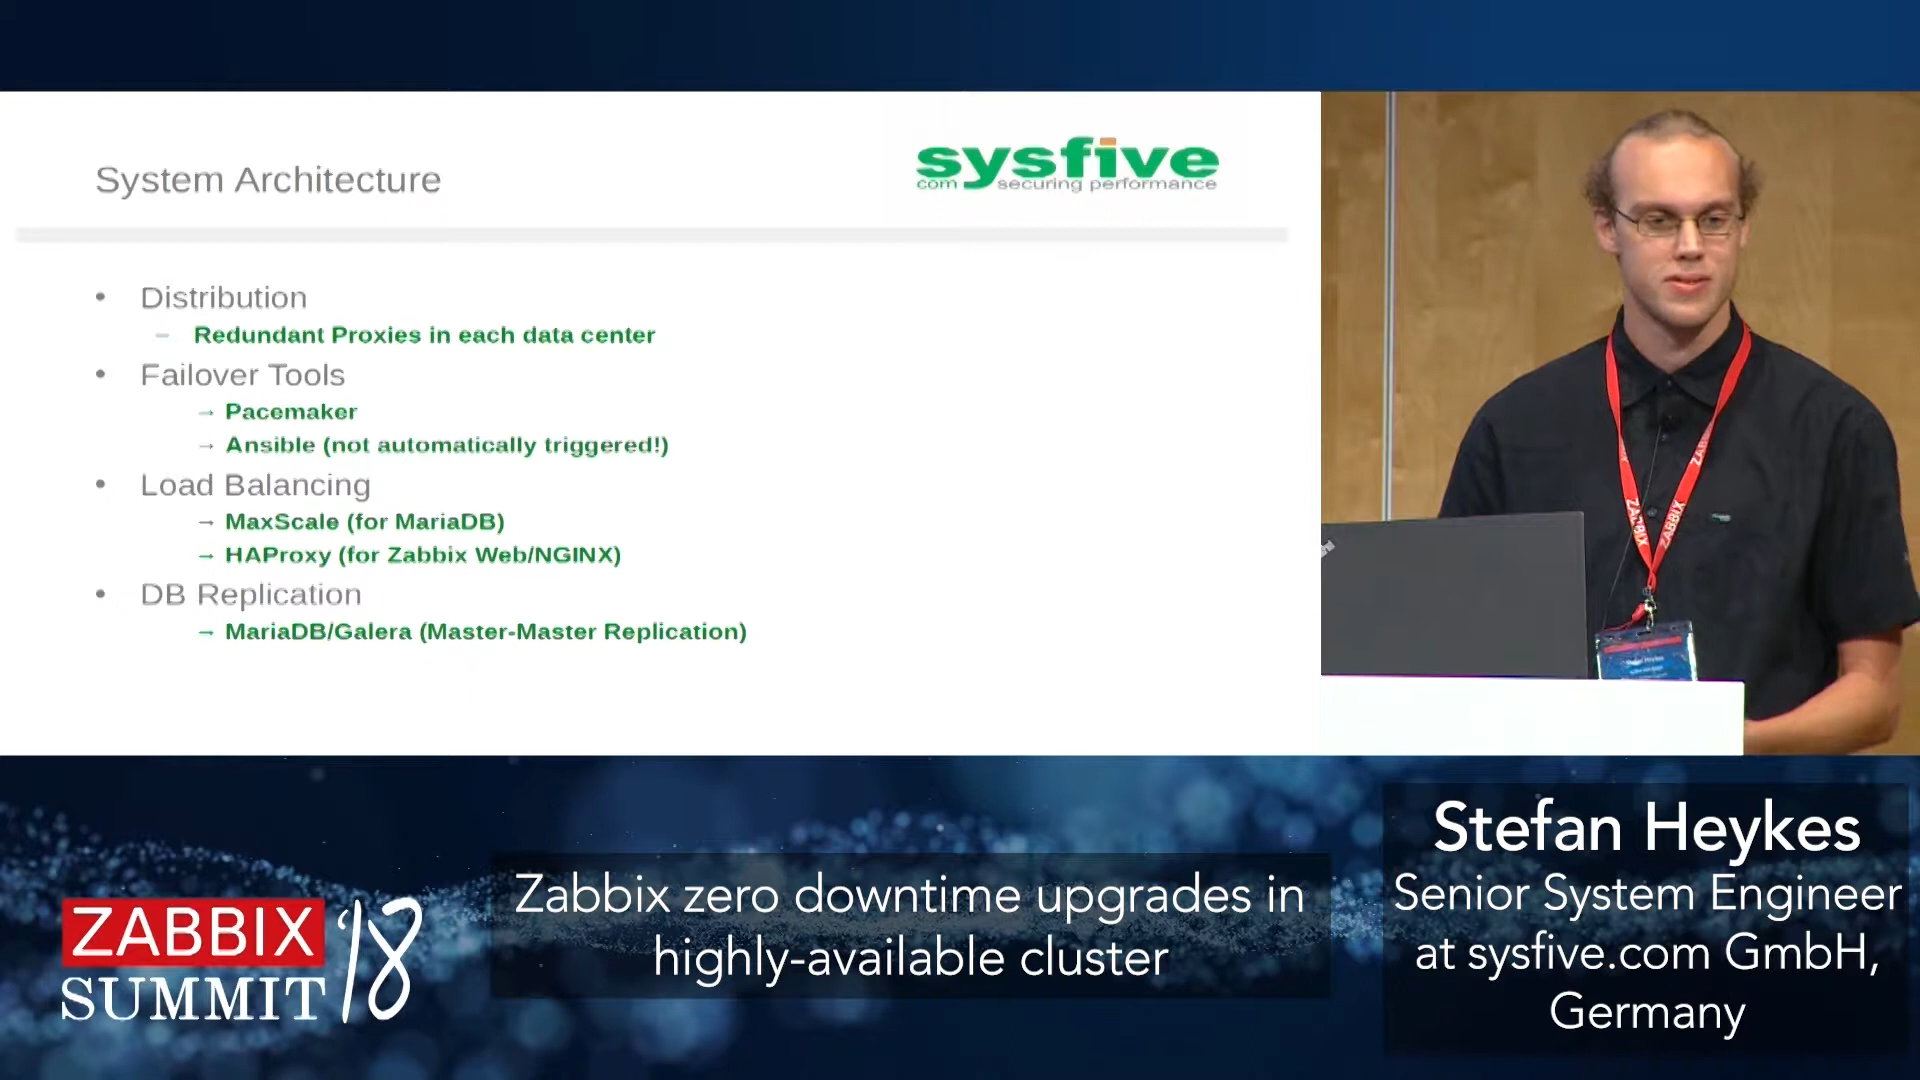 sysfive
com securing performance
System Architecture
• Distribution
– Redundant Proxies in each data center
• Failover Tools
→ Pacemaker
→ Ansible (not automatically triggered!)
• Load Balancing
→ MaxScale (for MariaDB)
→ HAProxy (for Zabbix Web/NGINX)
• DB Replication
→ MariaDB/Galera (Master-Master Replication)
ZABBIX
ZABBIX
ZABBIX SUMMIT '18
Zabbix zero downtime upgrades in
highly-available cluster
Stefan Heykes
Senior System Engineer
at sysfive.com GmbH,
Germany